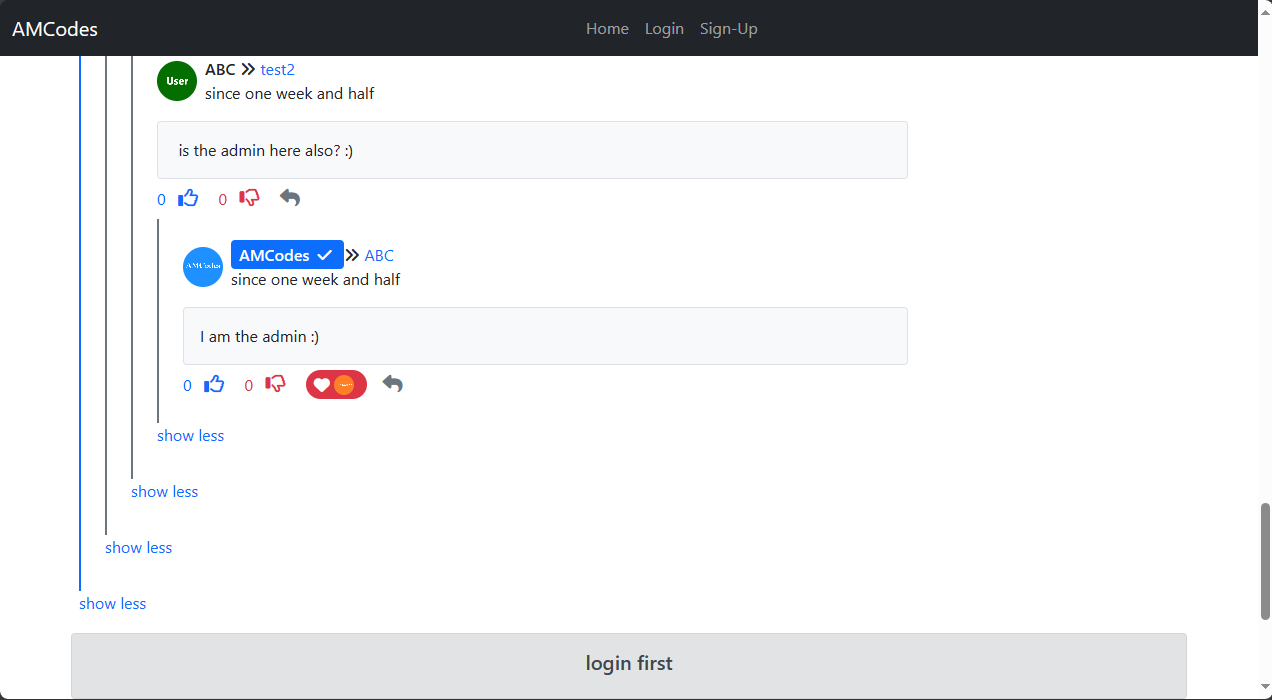 AMCodes Home Login Sign-Up
User ABC test2
since one week and half
is the admin here also? :)
0 0
AMCodes AMCodes ABC
since one week and half
I am the admin :)
0 0
show less
show less
show less
show less
login first